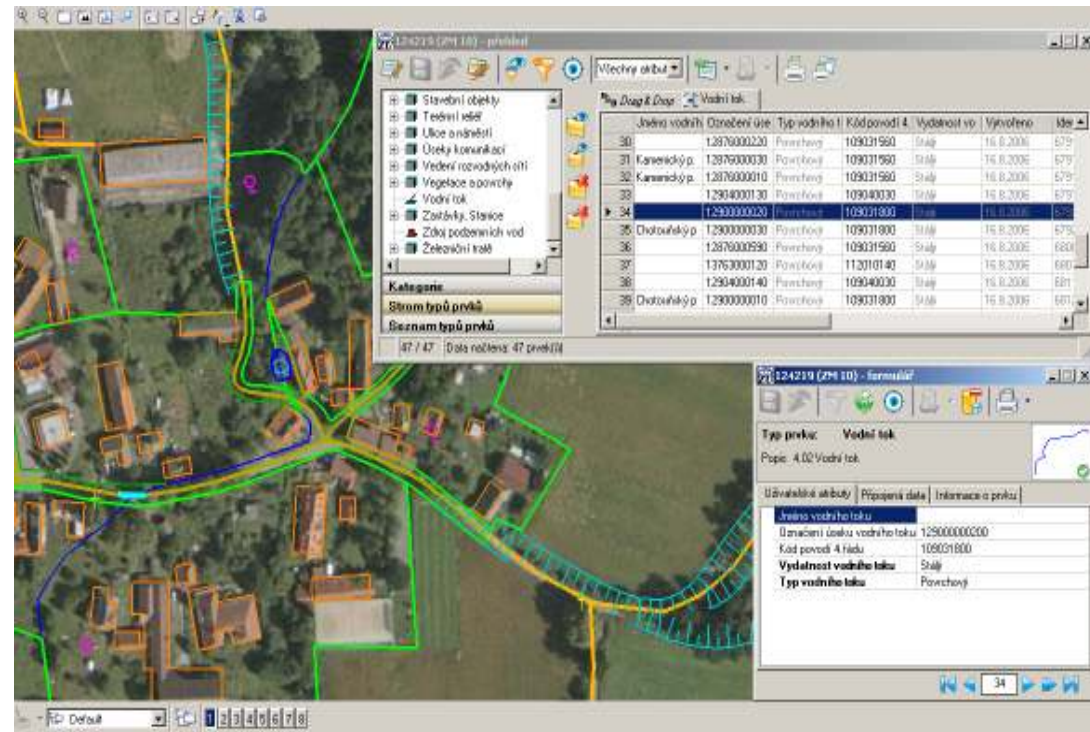 124219 (ZM 10) - přehled
Všechny atribut
Stavební objekty
Terénní reliéf
Ulice a náměstí
Úseky komunikací
Vedení rozvodných sítí
Vegetace a povrchy
Vodní tok
Zastávky, Stanice
Zdroj podzemních vod
Železniční tratě
Kategorie
Strom typů prvků
Seznam typů prvků
Drag & Drop Vodní tok
Jméno vodníh Označení úse Typ vodního t Kód povodí 4. Vydatnost vo Vytvořeno Iden
30 12876000220 Povrchový 109031560 Stálý 16.8.2006
31 Kamenický p. 12876000030 Povrchový 109031560 Stálý 16.8.2006
32 Kamenický p. 12876000010 Povrchový 109031560 Stálý 16.8.2006
33 12904000130 Povrchový 109040030 Stálý 16.8.2006
34 12900000020 Povrchový 109031800 Stálý 16.8.2006
35 Chotouňský p 12900000030 Povrchový 109031800 Stálý 16.8.2006
36 12876000590 Povrchový 109031560 Stálý 16.8.2006
37 13763000120 Povrchový 112010140 Stálý 16.8.2006
38 12904000140 Povrchový 109040030 Stálý 16.8.2006
39 Chotouňský p 12900000010 Povrchový 109031800 Stálý 16.8.2006
47 / 47 Data načtena: 47 prvek(ů)
124219 (ZM 10) - formulář
Typ prvku: Vodní tok
Popis: 4.02 Vodní tok
Uživatelské atributy Připojená data Informace o prvku
Jméno vodního toku
Označení úseku vodního toku 129000000200
Kód povodí 4.řádu 109031800
Vydatnost vodního toku Stálý
Typ vodního toku Povrchový
34
Default
1 2 3 4 5 6 7 8